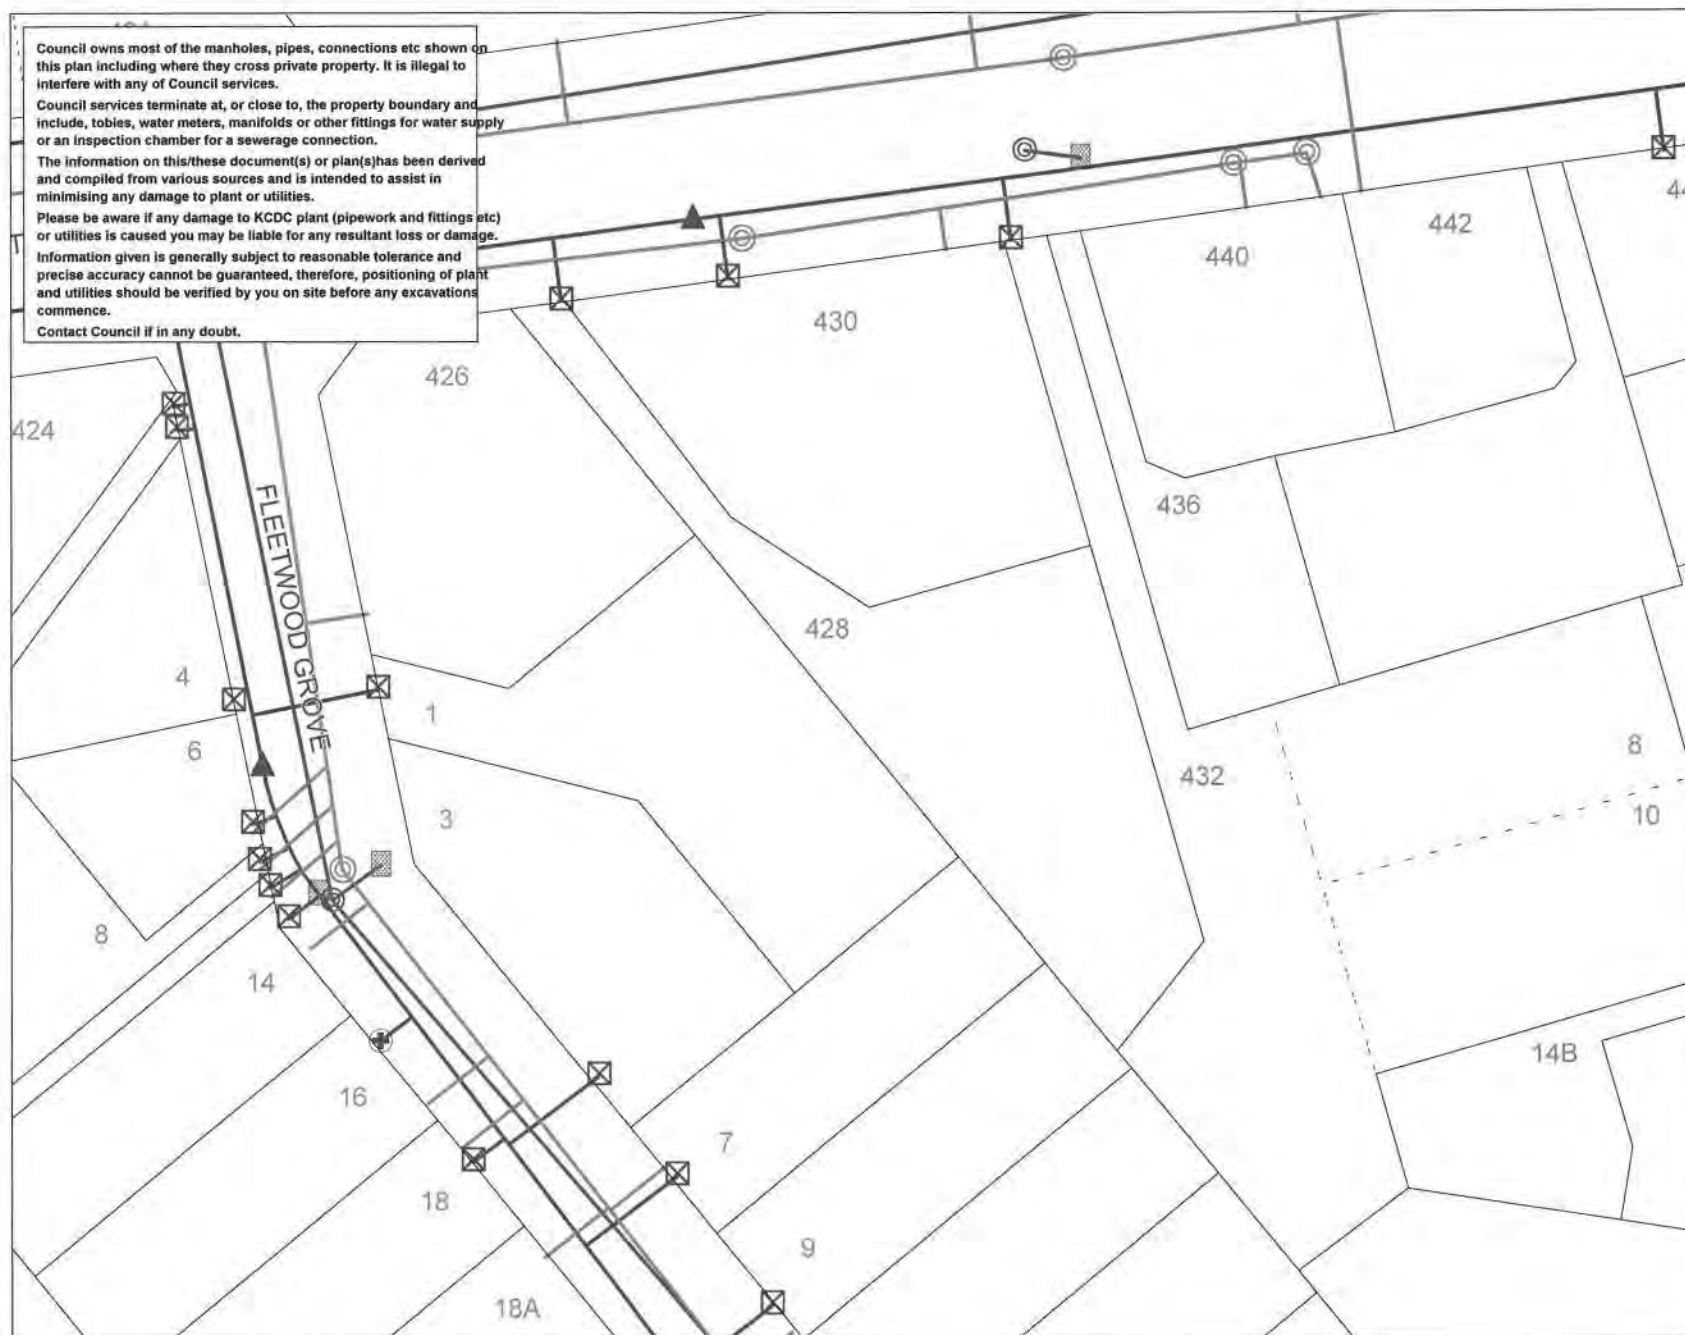 Council owns most of the manholes, pipes, connections etc shown on
this plan including where they cross private property. It is illegal to
interfere with any of Council services.
Council services terminate at, or close to, the property boundary and
include, tobies, water meters, manifolds or other fittings for water supply
or an inspection chamber for a sewerage connection.
The information on this/these document(s) or plan(s)has been derived
and compiled from various sources and is intended to assist in
minimising any damage to plant or utilities.
Please be aware if any damage to KCDC plant (pipework and fittings etc)
or utilities is caused you may be liable for any resultant loss or damage.
Information given is generally subject to reasonable tolerance and
precise accuracy cannot be guaranteed, therefore, positioning of plant
and utilities should be verified by you on site before any excavations
commence.
Contact Council if in any doubt.
442
440
430
426
424
436
428
FLEETWOOD GROVE
4
1
6
8
432
3
10
8
14
14B
16
7
18
9
18A